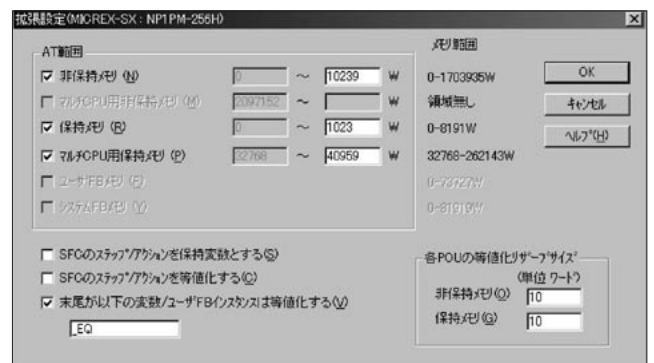 拡張設定(MICREX-SX : NP1PM-256H)
AT範囲
メモリ範囲
非保持メモリ (N) 0 ~ 10239 W 0-1703935W
マルチCPU用非保持メモリ (M) 2097152 ~ W 領域無し
保持メモリ (R) 0 ~ 1023 W 0-8191W
マルチCPU用保持メモリ (P) 32768 ~ 40959 W 32768-262143W
ユーザFBメモリ (F)
システムFBメモリ (Y)
OK
キャンセル
ヘルプ(H)
SFCのステップ/アクションを保持変数とする(S)
SFCのステップ/アクションを等値化する(C)
末尾が以下の変数/ユーザFBインスタンスは等値化する(V)
_EQ
各POUの等値化リザーブサイズ
(単位 ワード)
非保持メモリ(O) 10
保持メモリ(G) 10